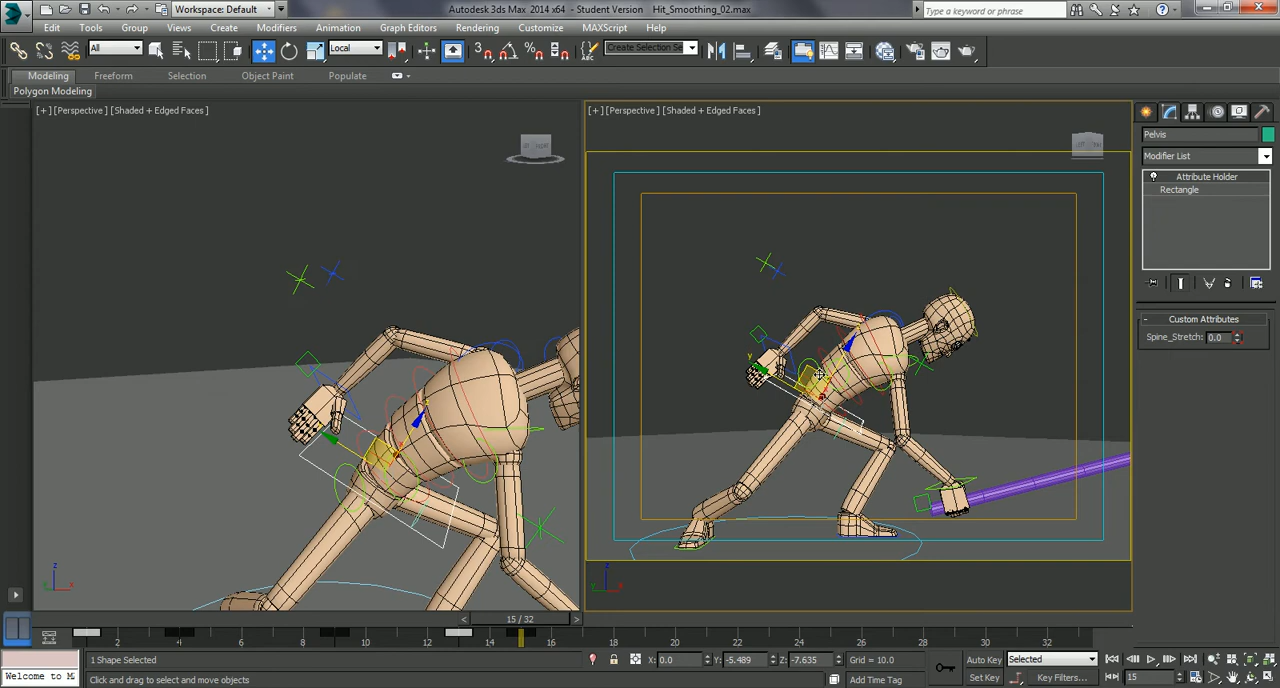 Workspace: Default
Autodesk 3ds Max 2014 x64 - Student Version Hit_Smoothing_02.max
Type a keyword or phrase
Edit Tools Group Views Create Modifiers Animation Graph Editors Rendering Customize MAXScript Help
All Local Create Selection Se
Modeling Freeform Selection Object Paint Populate
Polygon Modeling
[+] [Perspective] [Shaded + Edged Faces]
[+] [Perspective] [Shaded + Edged Faces]
Pelvis
Modifier List
Attribute Holder
Rectangle
- Custom Attributes
Spine_Stretch: 0.0
y
z
x
z
x
< 15 / 32 >
2 4 6 8 10 12 14 16 18 20 22 24 26 28 30 32
1 Shape Selected X: 0.0 Y: -5.489 Z: -7.635 Grid = 10.0 Auto Key Selected
Welcome to M Click and drag to select and move objects Add Time Tag Set Key Key Filters... 15